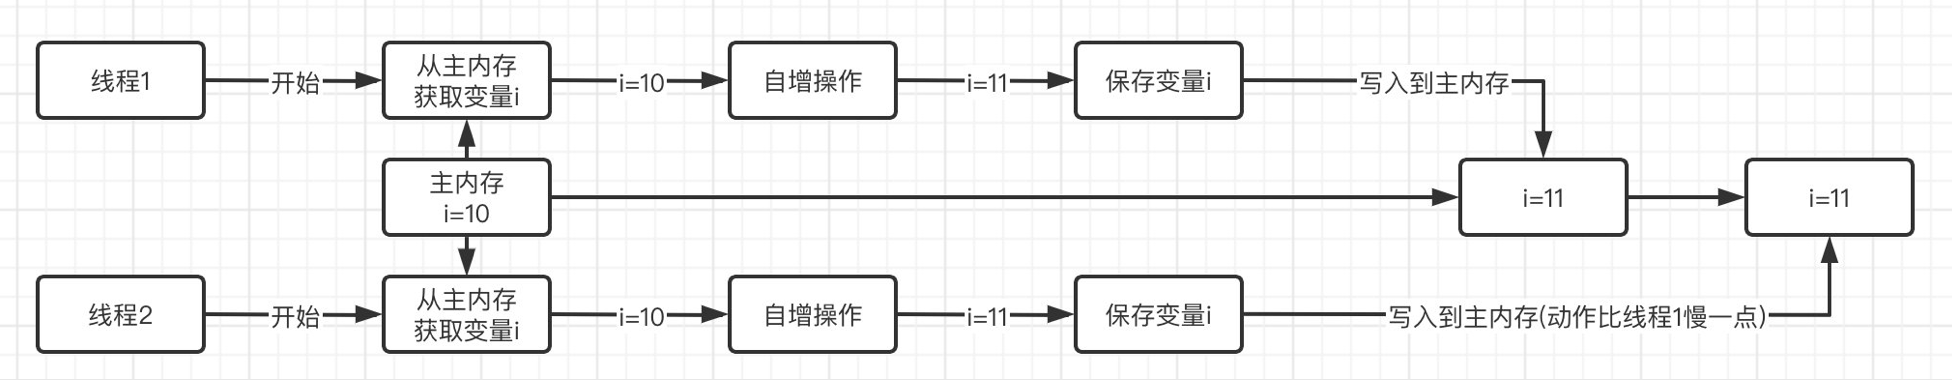 线程1
开始
从主内存
获取变量i
i=10
自增操作
i=11
保存变量i
写入到主内存
主内存
i=10
i=11
i=11
线程2
开始
从主内存
获取变量i
i=10
自增操作
i=11
保存变量i
写入到主内存(动作比线程1慢一点)